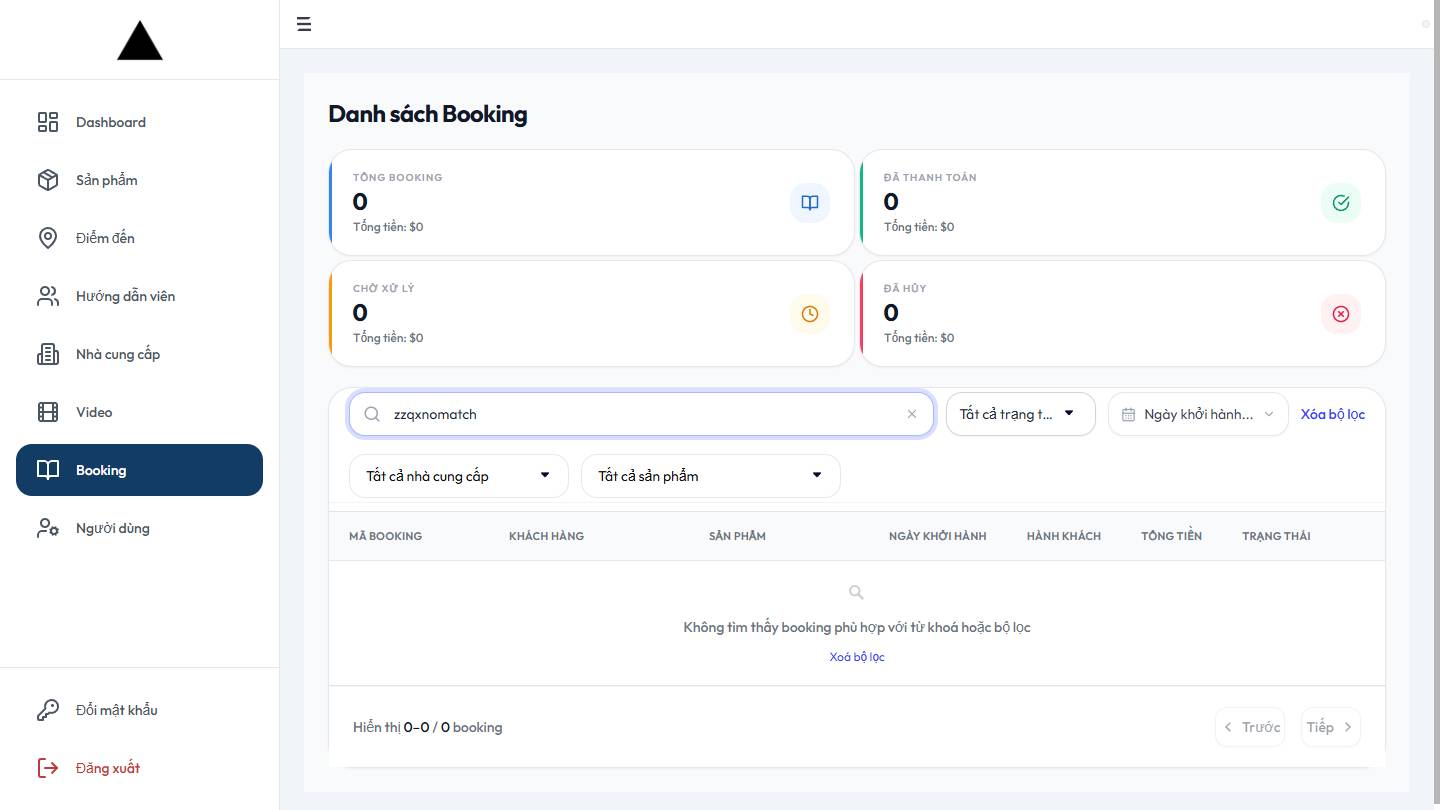 Dashboard
Sản phẩm
Điểm đến
Hướng dẫn viên
Nhà cung cấp
Video
Booking
Người dùng
Đổi mật khẩu
Đăng xuất
Danh sách Booking
TỔNG BOOKING
0
Tổng tiền: $0
ĐÃ THANH TOÁN
0
Tổng tiền: $0
CHỜ XỬ LÝ
0
Tổng tiền: $0
ĐÃ HỦY
0
Tổng tiền: $0
zzqxnomatch
Tất cả trạng t...
Ngày khởi hành...
Xóa bộ lọc
Tất cả nhà cung cấp
Tất cả sản phẩm
MÃ BOOKING KHÁCH HÀNG SẢN PHẨM NGÀY KHỞI HÀNH HÀNH KHÁCH TỔNG TIỀN TRẠNG THÁI
Không tìm thấy booking phù hợp với từ khoá hoặc bộ lọc
Xoá bộ lọc
Hiển thị 0–0 / 0 booking
Trước
Tiếp